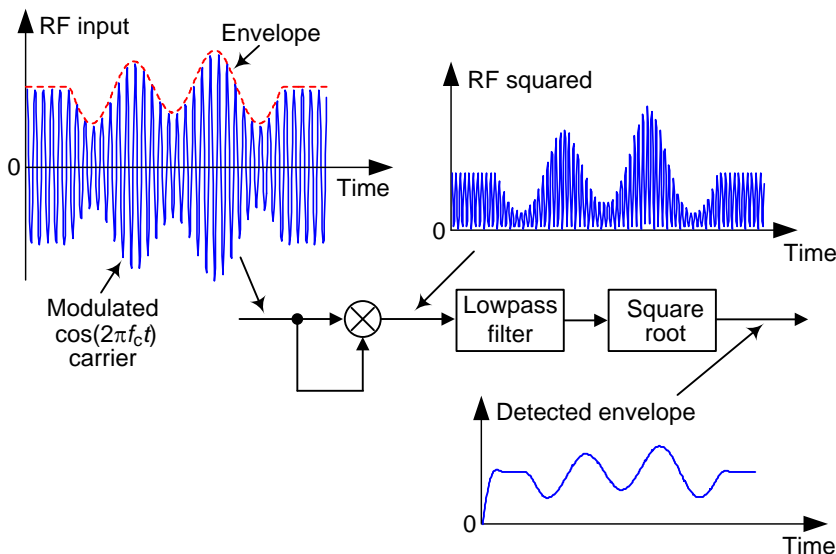 RF input
Envelope
0
Time
Modulated
cos(2πf_ct)
carrier
RF squared
0
Time
Lowpass
filter
Square
root
Detected envelope
0
Time